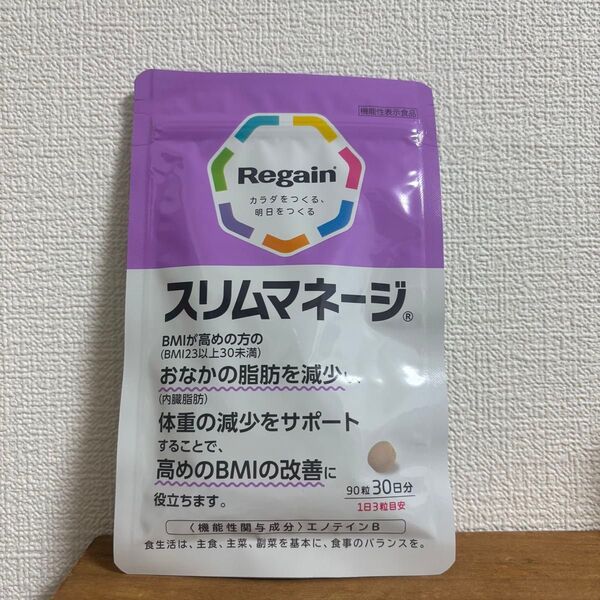 機能性表示食品
Regain®
カラダをつくる、
明日をつくる
スリムマネージ®
BMIが高めの方の
(BMI23以上30未満)
おなかの脂肪を減少し、
(内臓脂肪)
体重の減少をサポート
することで、
高めのBMIの改善に
役立ちます。
90粒30日分
1日3粒目安
〈機能性関与成分〉エノテインB
食生活は、主食、主菜、副菜を基本に、食事のバランスを。